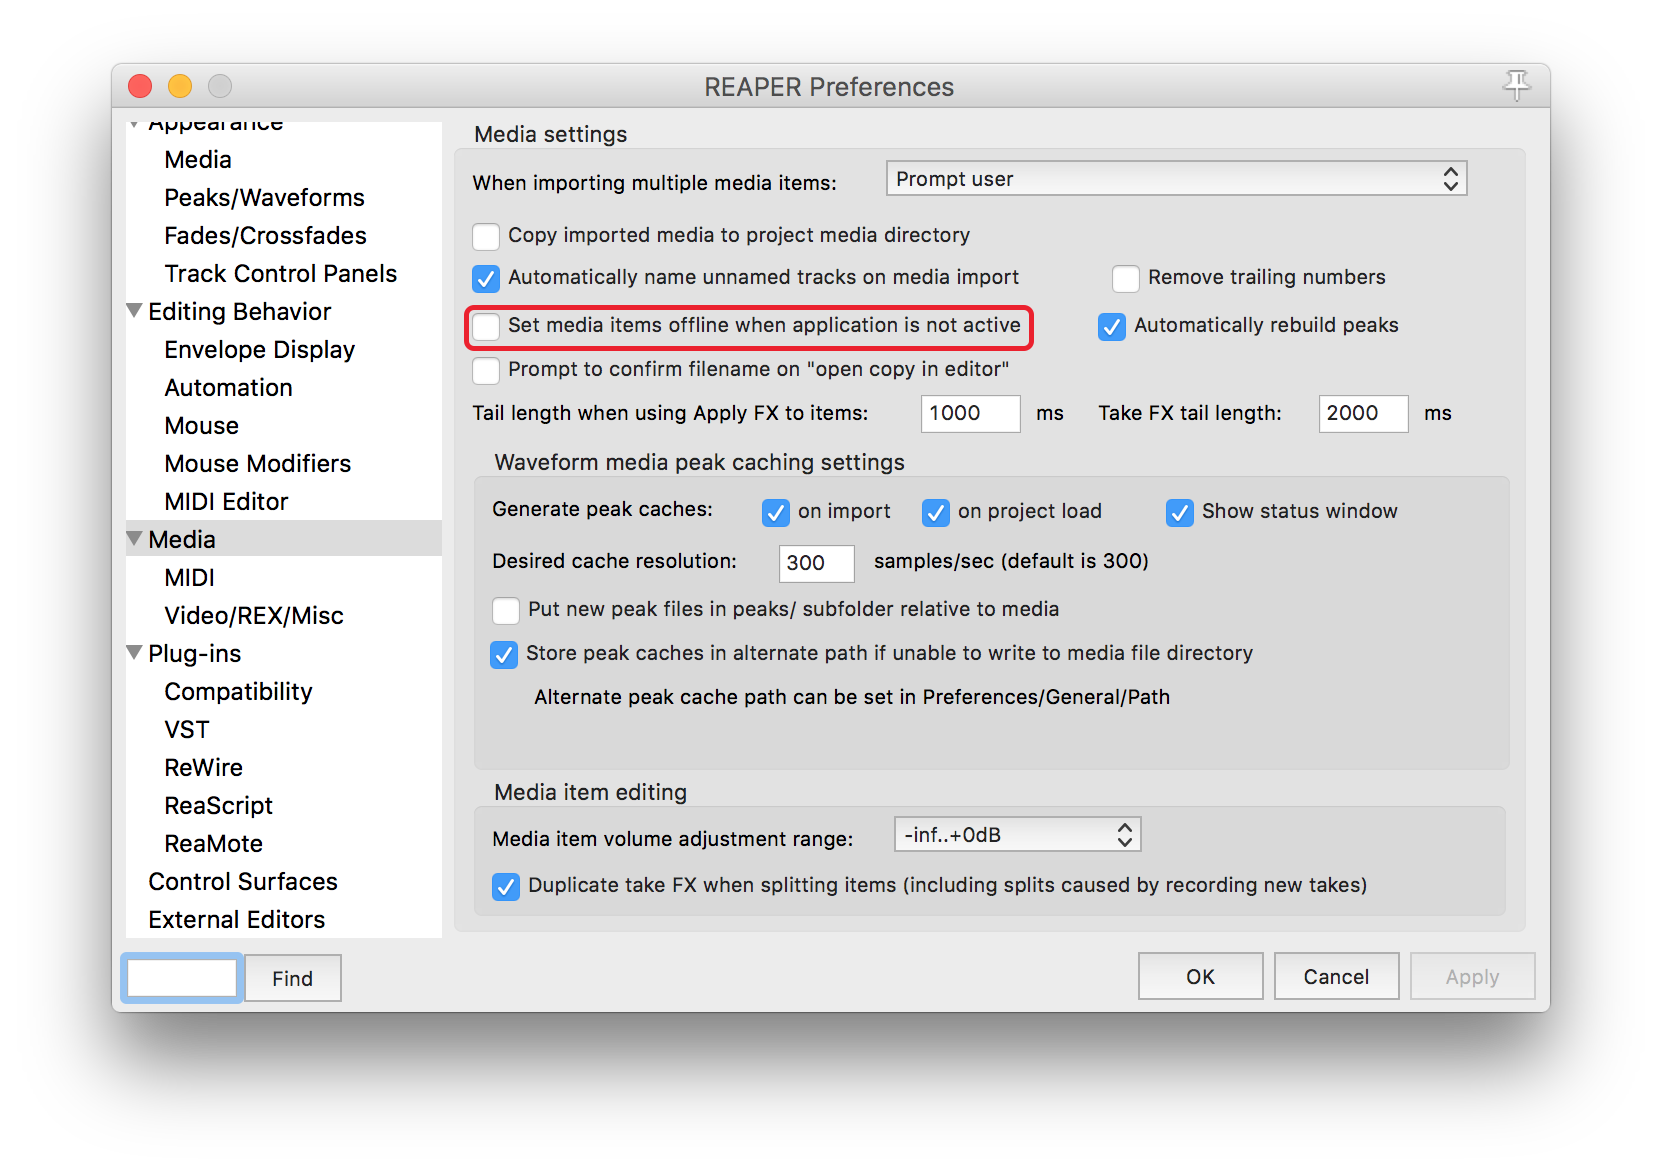 REAPER Preferences
Appearance
Media
Peaks/Waveforms
Fades/Crossfades
Track Control Panels
Editing Behavior
Envelope Display
Automation
Mouse
Mouse Modifiers
MIDI Editor
Media
MIDI
Video/REX/Misc
Plug-ins
Compatibility
VST
ReWire
ReaScript
ReaMote
Control Surfaces
External Editors
Find
Media settings
When importing multiple media items: Prompt user
Copy imported media to project media directory
Automatically name unnamed tracks on media import Remove trailing numbers
Set media items offline when application is not active Automatically rebuild peaks
Prompt to confirm filename on "open copy in editor"
Tail length when using Apply FX to items: 1000 ms Take FX tail length: 2000 ms
Waveform media peak caching settings
Generate peak caches: on import on project load Show status window
Desired cache resolution: 300 samples/sec (default is 300)
Put new peak files in peaks/ subfolder relative to media
Store peak caches in alternate path if unable to write to media file directory
Alternate peak cache path can be set in Preferences/General/Path
Media item editing
Media item volume adjustment range: -inf..+0dB
Duplicate take FX when splitting items (including splits caused by recording new takes)
OK Cancel Apply